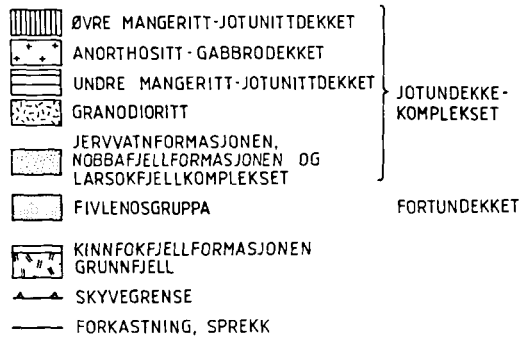 ØVRE MANGERITT-JOTUNITTDEKKET
ANORTHOSITT-GABBRODEKKET
UNDRE MANGERITT-JOTUNITTDEKKET
GRANODIORITT
JERVVATNFORMASJONEN,
NOBBAFJELLFORMASJONEN OG
LARSOKFJELLKOMPLEKSET
JOTUNDEKKE-
KOMPLEKSET
FIVLENOSGRUPPA
FORTUNDEKKET
KINNFOKFJELLFORMASJONEN
GRUNNFJELL
SKYVEGRENSE
FORKASTNING, SPREKK